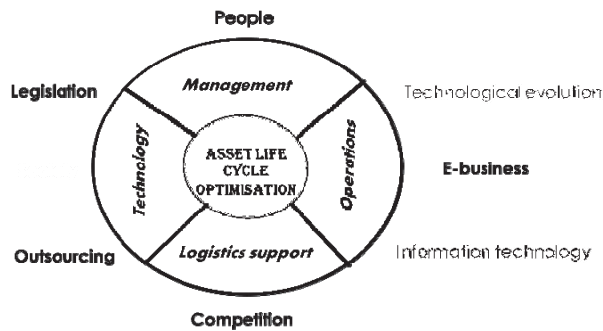 People
Legislation
Management
Technological evolution
Technology
ASSET LIFE
CYCLE
OPTIMISATION
Operations
E-business
Outsourcing
Logistics support
Information technology
Competition